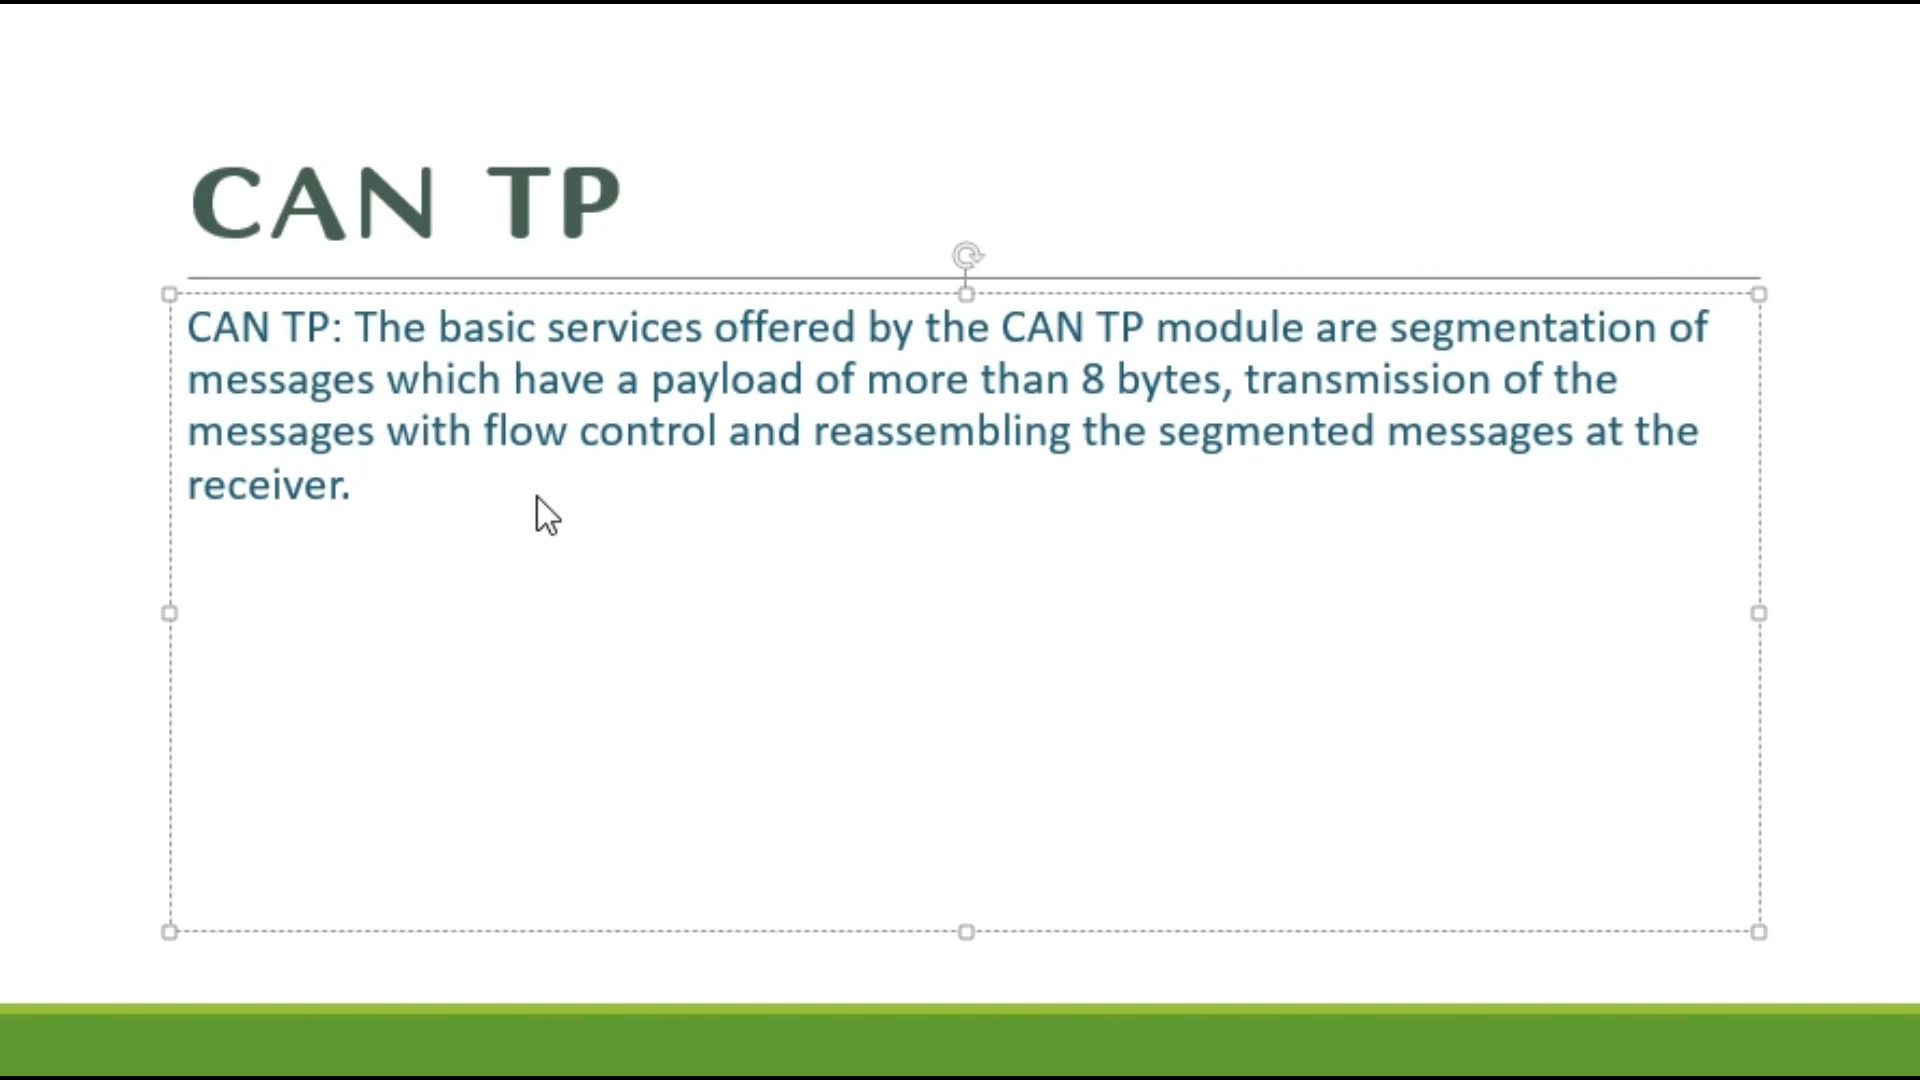 CAN TP
CAN TP: The basic services offered by the CAN TP module are segmentation of
messages which have a payload of more than 8 bytes, transmission of the
messages with flow control and reassembling the segmented messages at the
receiver.